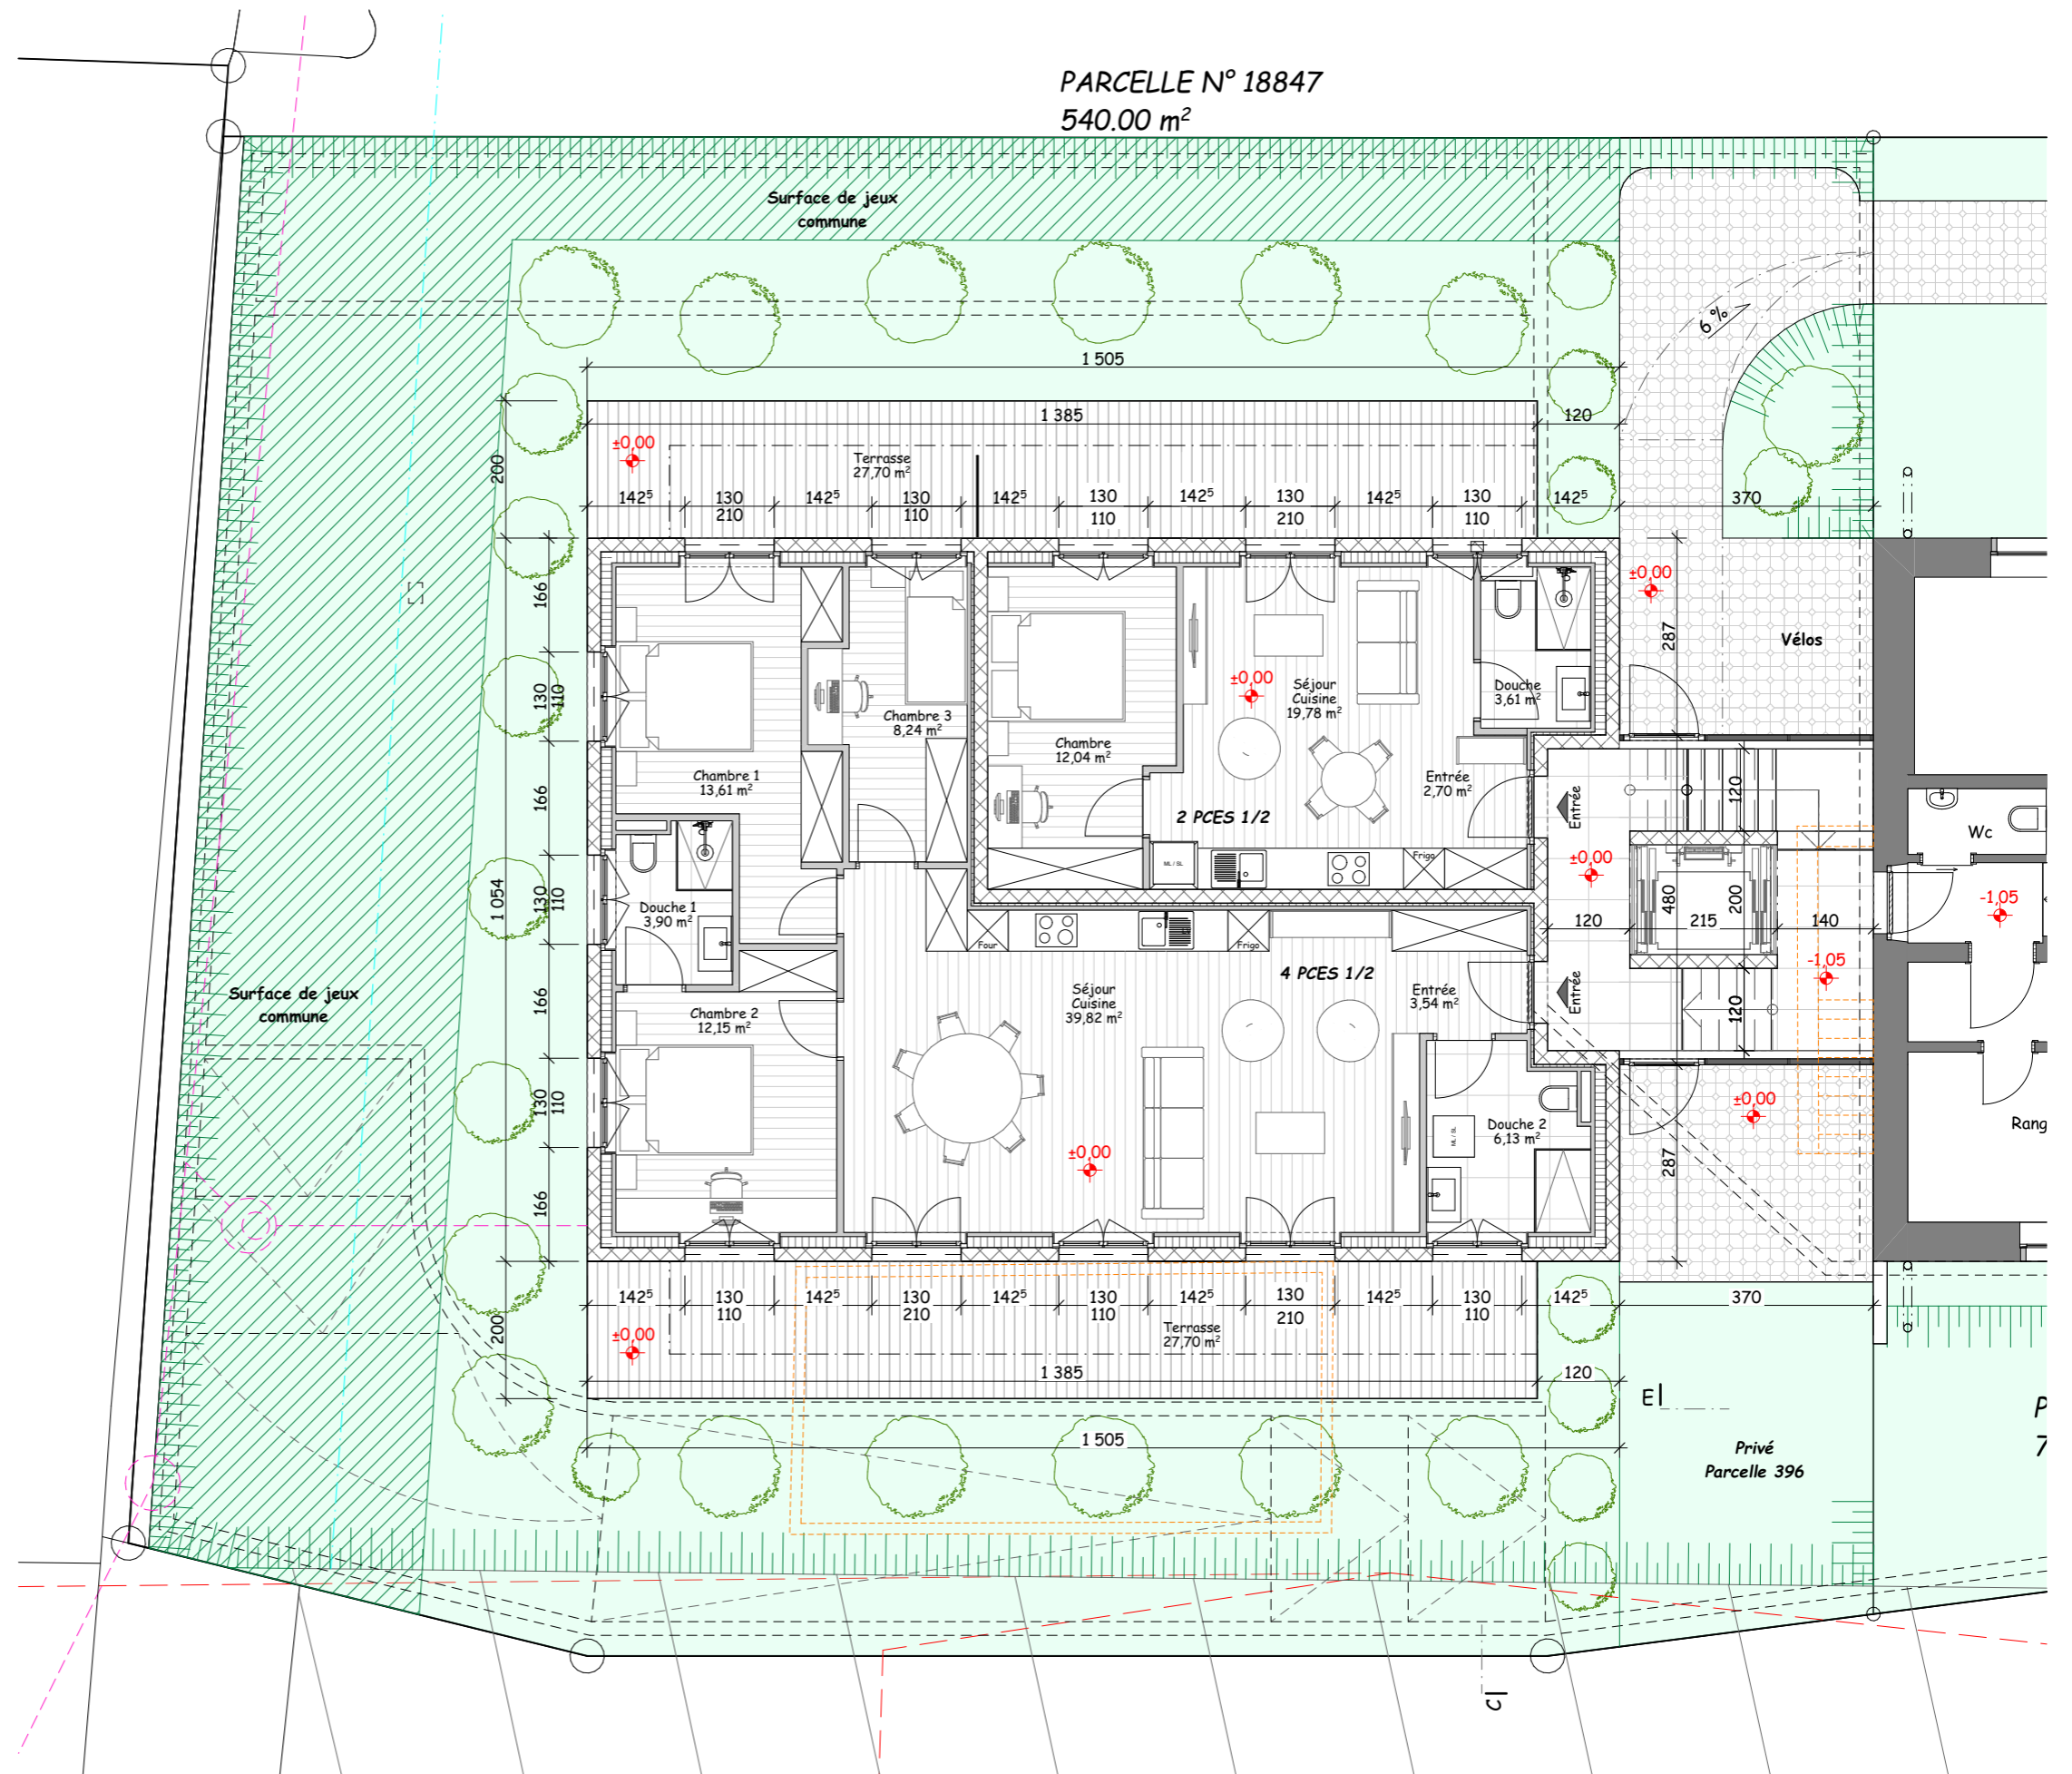 PARCELLE N° 18847
540.00 m²
Surface de jeux
commune
6 %
1 505
1 385
120
±0,00
Terrasse
27,70 m²
200
142⁵
130
210
142⁵
130
110
142⁵
130
110
142⁵
130
210
142⁵
130
110
142⁵
370
±0,00
287
Vélos
166
130
110
166
130
110
166
130
110
166
1 054
Chambre 1
13,61 m²
Chambre 3
8,24 m²
Chambre
12,04 m²
±0,00
Séjour
Cuisine
19,78 m²
Douche
3,61 m²
Entrée
2,70 m²
2 PCES 1/2
ML / SL
Frigo
Entrée
±0,00
120
480
215
200
140
120
120
Wc
-1,05
-1,05
Douche 1
3,90 m²
Four
Frigo
4 PCES 1/2
Séjour
Cuisine
39,82 m²
Entrée
3,54 m²
Entrée
Surface de jeux
commune
Chambre 2
12,15 m²
±0,00
Douche 2
6,13 m²
ML / SL
±0,00
287
Rang
200
142⁵
130
110
142⁵
130
210
142⁵
130
110
142⁵
130
210
142⁵
130
110
142⁵
370
±0,00
Terrasse
27,70 m²
1 385
120
E
1 505
Privé
Parcelle 396
P
7
C